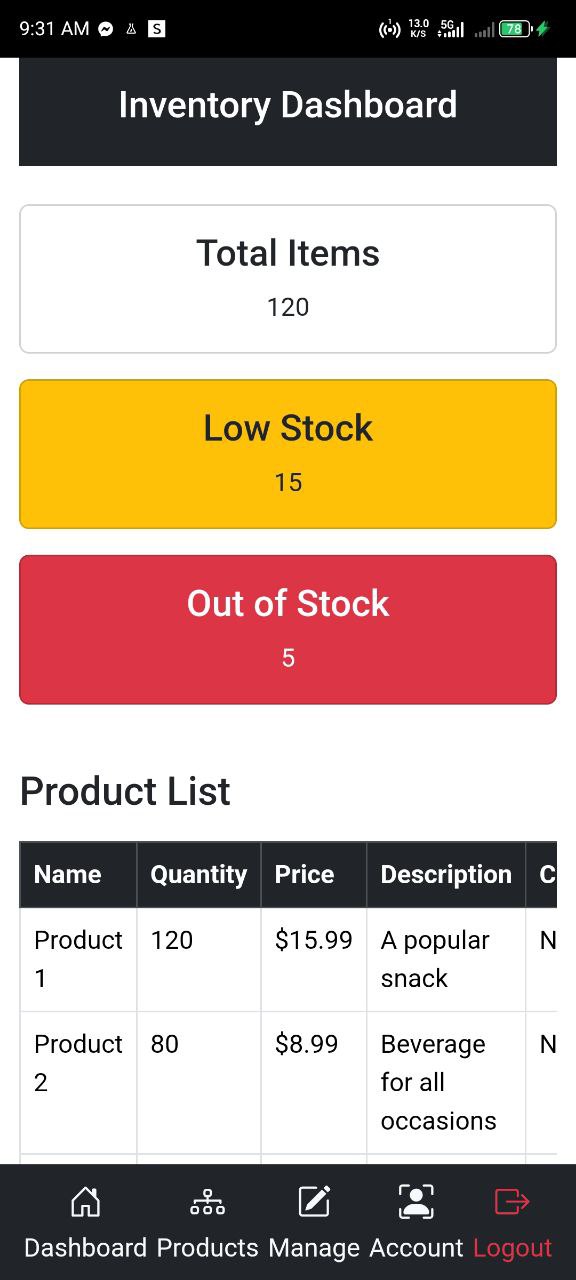 9:31 AM S 13.0 K/S 5G 78
Inventory Dashboard
Total Items
120
Low Stock
15
Out of Stock
5
Product List
Name Quantity Price Description C
Product 120 $15.99 A popular N
1 snack
Product 80 $8.99 Beverage N
2 for all
occasions
Dashboard Products Manage Account Logout